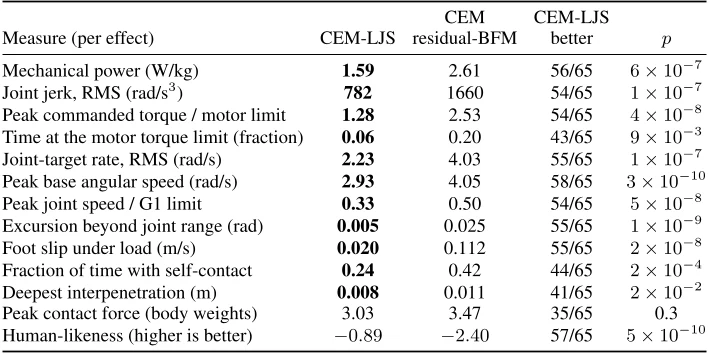 CEM CEM-LJS
Measure (per effect) CEM-LJS residual-BFM better p
Mechanical power (W/kg) 1.59 2.61 56/65 6 × 10⁻⁷
Joint jerk, RMS (rad/s³) 782 1660 54/65 1 × 10⁻⁷
Peak commanded torque / motor limit 1.28 2.53 54/65 4 × 10⁻⁸
Time at the motor torque limit (fraction) 0.06 0.20 43/65 9 × 10⁻³
Joint-target rate, RMS (rad/s) 2.23 4.03 55/65 1 × 10⁻⁷
Peak base angular speed (rad/s) 2.93 4.05 58/65 3 × 10⁻¹⁰
Peak joint speed / G1 limit 0.33 0.50 54/65 5 × 10⁻⁸
Excursion beyond joint range (rad) 0.005 0.025 55/65 1 × 10⁻⁹
Foot slip under load (m/s) 0.020 0.112 55/65 2 × 10⁻⁸
Fraction of time with self-contact 0.24 0.42 44/65 2 × 10⁻⁴
Deepest interpenetration (m) 0.008 0.011 41/65 2 × 10⁻²
Peak contact force (body weights) 3.03 3.47 35/65 0.3
Human-likeness (higher is better) −0.89 −2.40 57/65 5 × 10⁻¹⁰